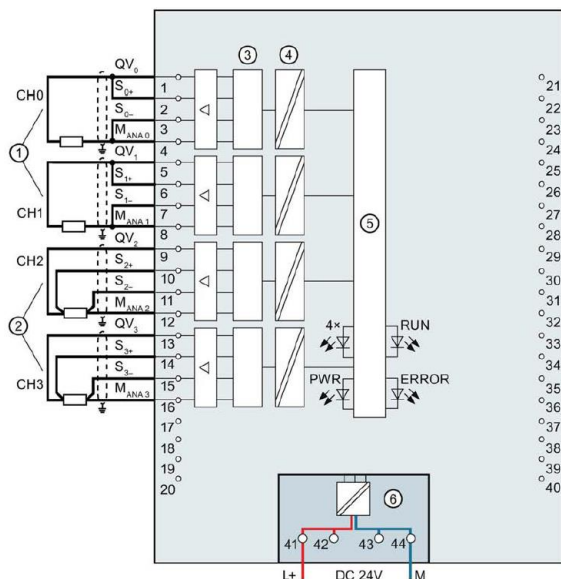 QV0
S0+
S0–
MANA 0
QV1
S1+
S1–
MANA 1
QV2
S2+
S2–
MANA 2
QV3
S3+
S3–
MANA 3
CH0
CH1
CH2
CH3
①
②
③
④
⑤
⑥
1
2
3
4
5
6
7
8
9
10
11
12
13
14
15
16
17
18
19
20
4×
RUN
PWR
ERROR
21
22
23
24
25
26
27
28
29
30
31
32
33
34
35
36
37
38
39
40
41
42
43
44
L+
DC 24V
M